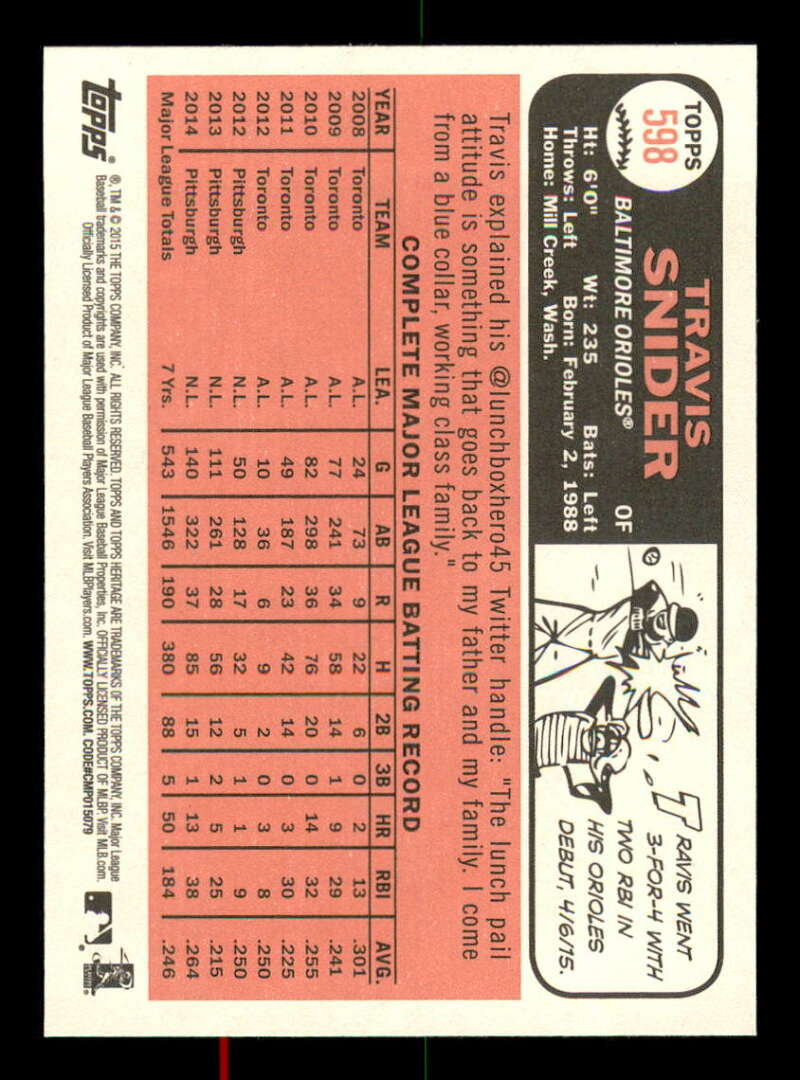 TOPPS
598
TRAVIS
SNIDER
BALTIMORE ORIOLES® OF
Ht: 6'0" Wt: 235 Bats: Left
Throws: Left Born: February 2, 1988
Home: Mill Creek, Wash.
TRAVIS WENT
3-FOR-4 WITH
TWO RBI IN
HIS ORIOLES
DEBUT, 4/6/15.
Travis explained his @lunchboxhero45 Twitter handle: "The lunch pail
attitude is something that goes back to my father and my family. I come
from a blue collar, working class family."
COMPLETE MAJOR LEAGUE BATTING RECORD
YEAR TEAM LEA. G AB R H 2B 3B HR RBI AVG.
2008 Toronto A.L. 24 73 9 22 6 0 2 13 .301
2009 Toronto A.L. 77 241 34 58 14 1 9 29 .241
2010 Toronto A.L. 82 298 36 76 20 0 14 32 .255
2011 Toronto A.L. 49 187 23 42 14 0 3 30 .225
2012 Toronto A.L. 10 36 6 9 2 0 3 8 .250
2012 Pittsburgh N.L. 50 128 17 32 5 1 1 9 .250
2013 Pittsburgh N.L. 111 261 28 56 12 2 5 25 .215
2014 Pittsburgh N.L. 140 322 37 85 15 1 13 38 .264
Major League Totals 7 Yrs. 543 1546 190 380 88 5 50 184 .246
topps®
®, TM & © 2015 THE TOPPS COMPANY, INC. ALL RIGHTS RESERVED. TOPPS AND TOPPS HERITAGE ARE TRADEMARKS OF THE TOPPS COMPANY, INC. Major League
Baseball trademarks and copyrights are used with permission of Major League Baseball Properties, Inc. OFFICIALLY LICENSED PRODUCT OF MLBP. Visit MLB.com.
Officially Licensed Product of Major League Baseball Players Association. Visit MLBPlayers.com. WWW.TOPPS.COM. CODE#CMP015079